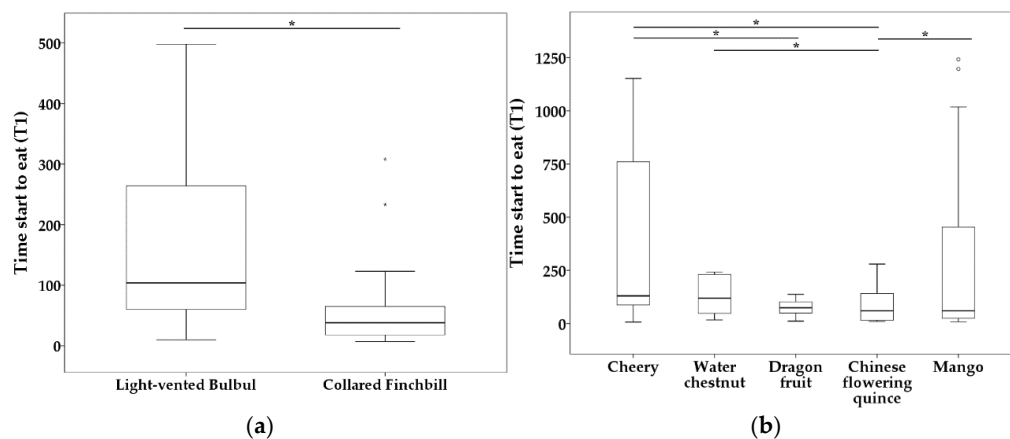 Time start to eat (T1)
500
400
300
200
100
0
*
*
*
Light-vented Bulbul
Collared Finchbill
(a)
Time start to eat (T1)
1250
1000
750
500
250
0
*
*
*
*
Cheery
Water
chestnut
Dragon
fruit
Chinese
flowering
quince
Mango
(b)